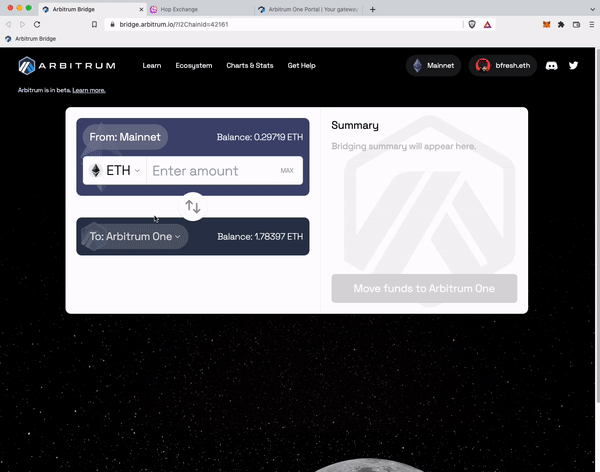 Arbitrum Bridge
Hop Exchange
Arbitrum One Portal | Your gatewa
bridge.arbitrum.io/?l2ChainId=42161
Arbitrum Bridge
ARBITRUM
Learn
Ecosystem
Charts & Stats
Get Help
Mainnet
bfresh.eth
Arbitrum is in beta. Learn more.
From: Mainnet
Balance: 0.29719 ETH
ETH
Enter amount
MAX
To: Arbitrum One
Balance: 1.78397 ETH
Summary
Bridging summary will appear here.
Move funds to Arbitrum One